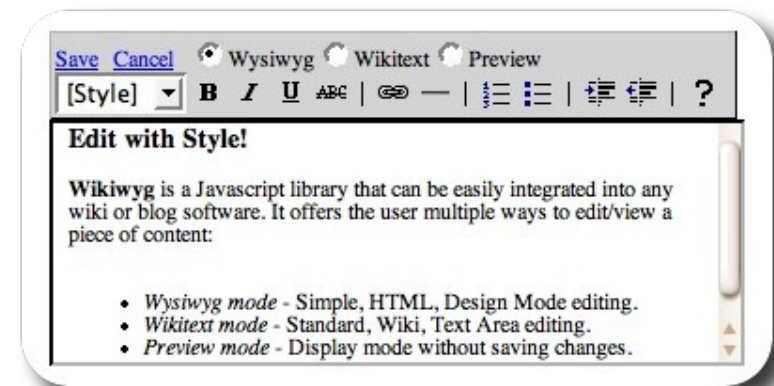 Save Cancel Wysiwyg Wikitext Preview
[Style] B I U ABC | — | | | ?
Edit with Style!
Wikiwyg is a Javascript library that can be easily integrated into any
wiki or blog software. It offers the user multiple ways to edit/view a
piece of content:
• Wysiwyg mode - Simple, HTML, Design Mode editing.
• Wikitext mode - Standard, Wiki, Text Area editing.
• Preview mode - Display mode without saving changes.